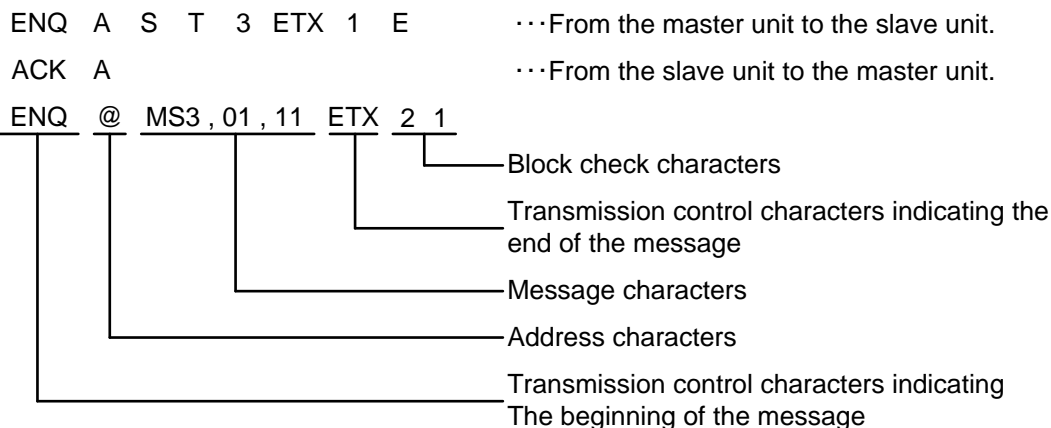 ENQ A S T 3 ETX 1 E ···From the master unit to the slave unit.
ACK A ···From the slave unit to the master unit.
ENQ @ MS3 , 01 , 11 ETX 2 1
Block check characters
Transmission control characters indicating the
end of the message
Message characters
Address characters
Transmission control characters indicating
The beginning of the message